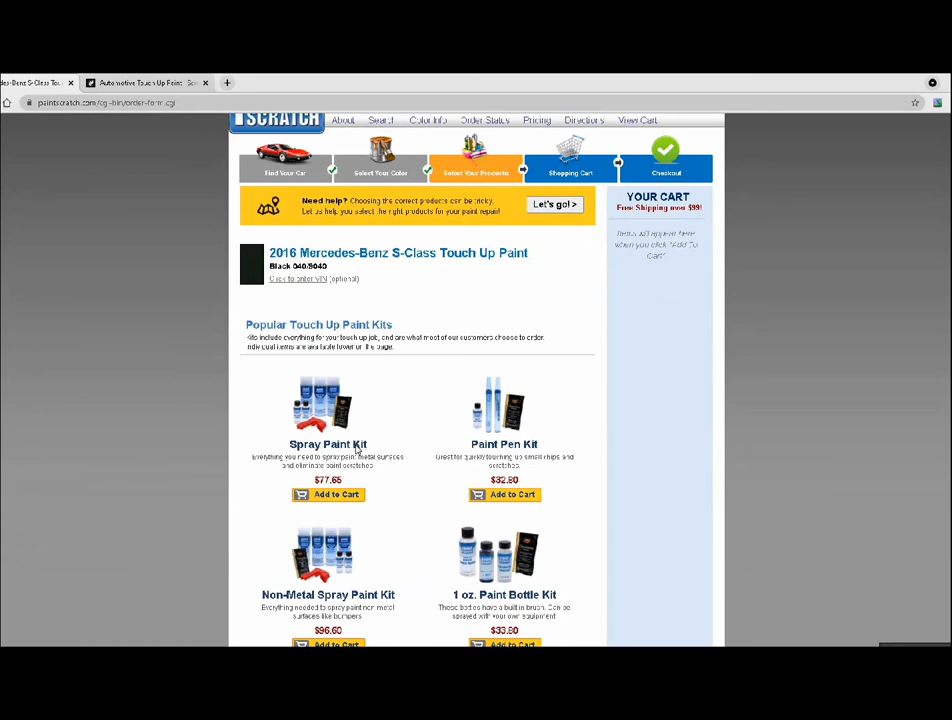 des-Benz S-Class Tou
Automotive Touch Up Paint - Scr
paintscratch.com/cgi-bin/order-form.cgi
SCRATCH
About Search Color Info Order Status Pricing Directions View Cart
Find Your Car Select Your Color Select Your Products Shopping Cart Checkout
Need help? Choosing the correct products can be tricky.
Let us help you select the right products for your paint repair!
Let's go! >
YOUR CART
Free Shipping over $99!
Items will appear here
when you click "Add To
Cart"
2016 Mercedes-Benz S-Class Touch Up Paint
Black 040/9040
Click to enter VIN (optional)
Popular Touch Up Paint Kits
Kits include everything for your touch up job, and are what most of our customers choose to order.
Individual items are available lower on the page.
Spray Paint Kit
Everything you need to spray paint metal surfaces
and eliminate paint scratches.
$77.65
Add to Cart
Paint Pen Kit
Great for quickly touching up small chips and
scratches.
$32.80
Add to Cart
Non-Metal Spray Paint Kit
Everything needed to spray paint non metal
surfaces like bumpers
$96.60
Add to Cart
1 oz. Paint Bottle Kit
These bottles have a built in brush. Can be
sprayed with your own equipment
$33.80
Add to Cart